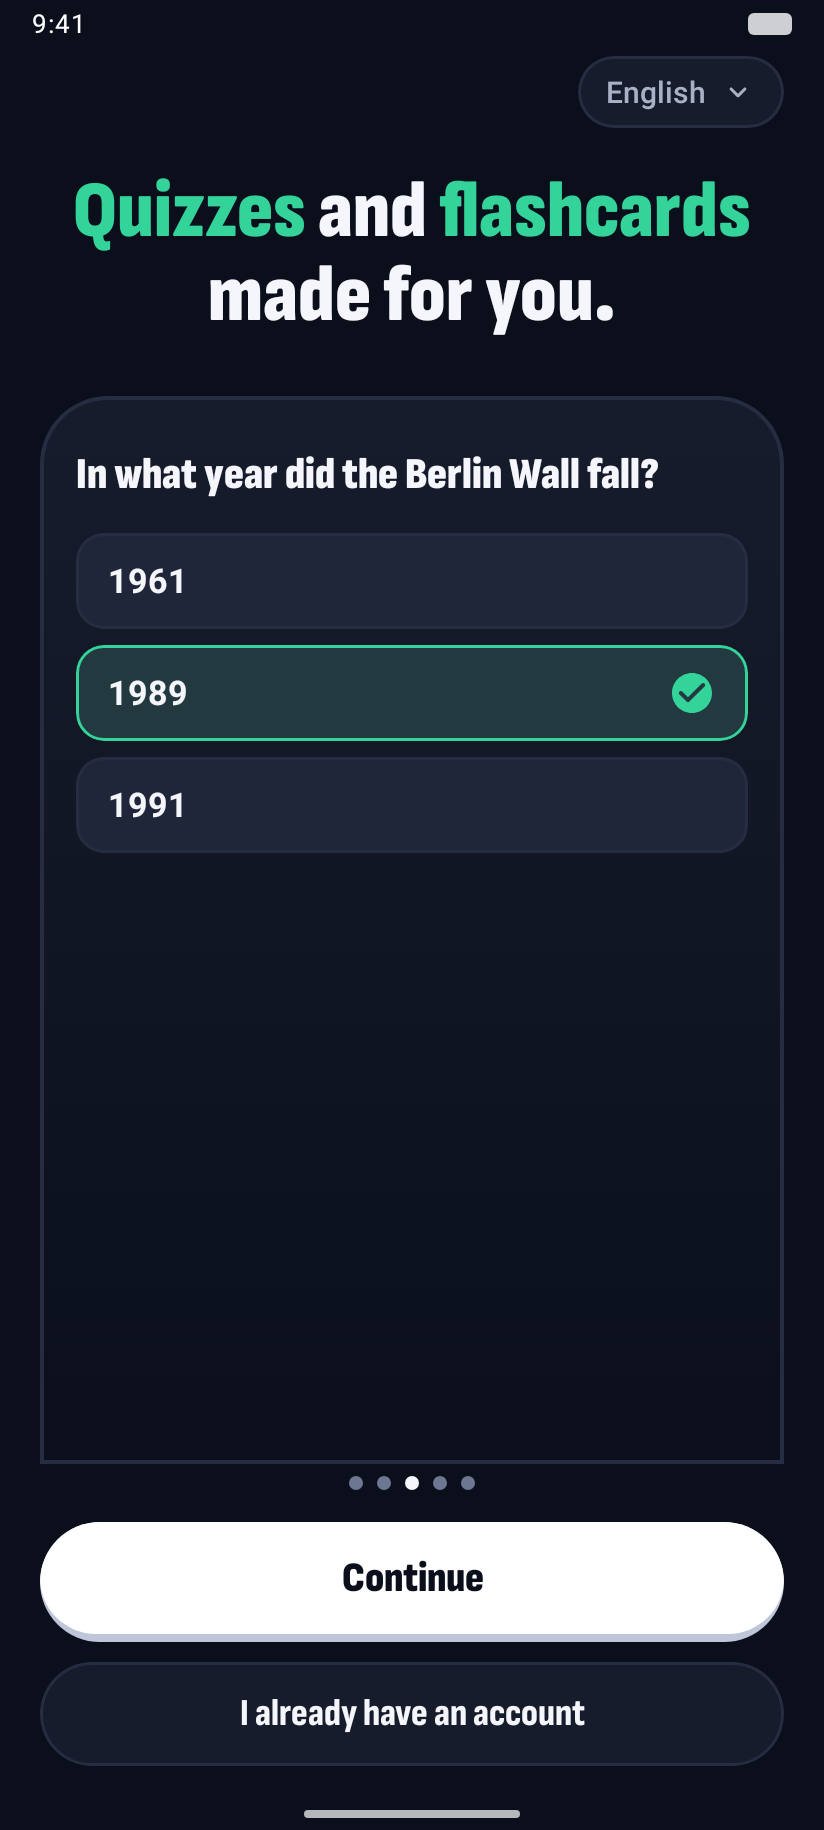 9:41
English
Quizzes and flashcards
made for you.
In what year did the Berlin Wall fall?
1961
1989
1991
Continue
I already have an account